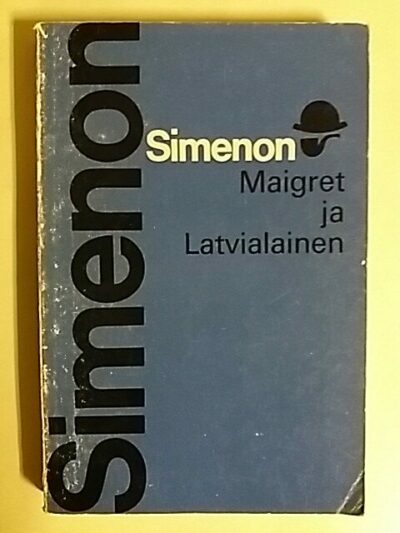 Simenon
Simenon
Maigret
ja
Latvialainen